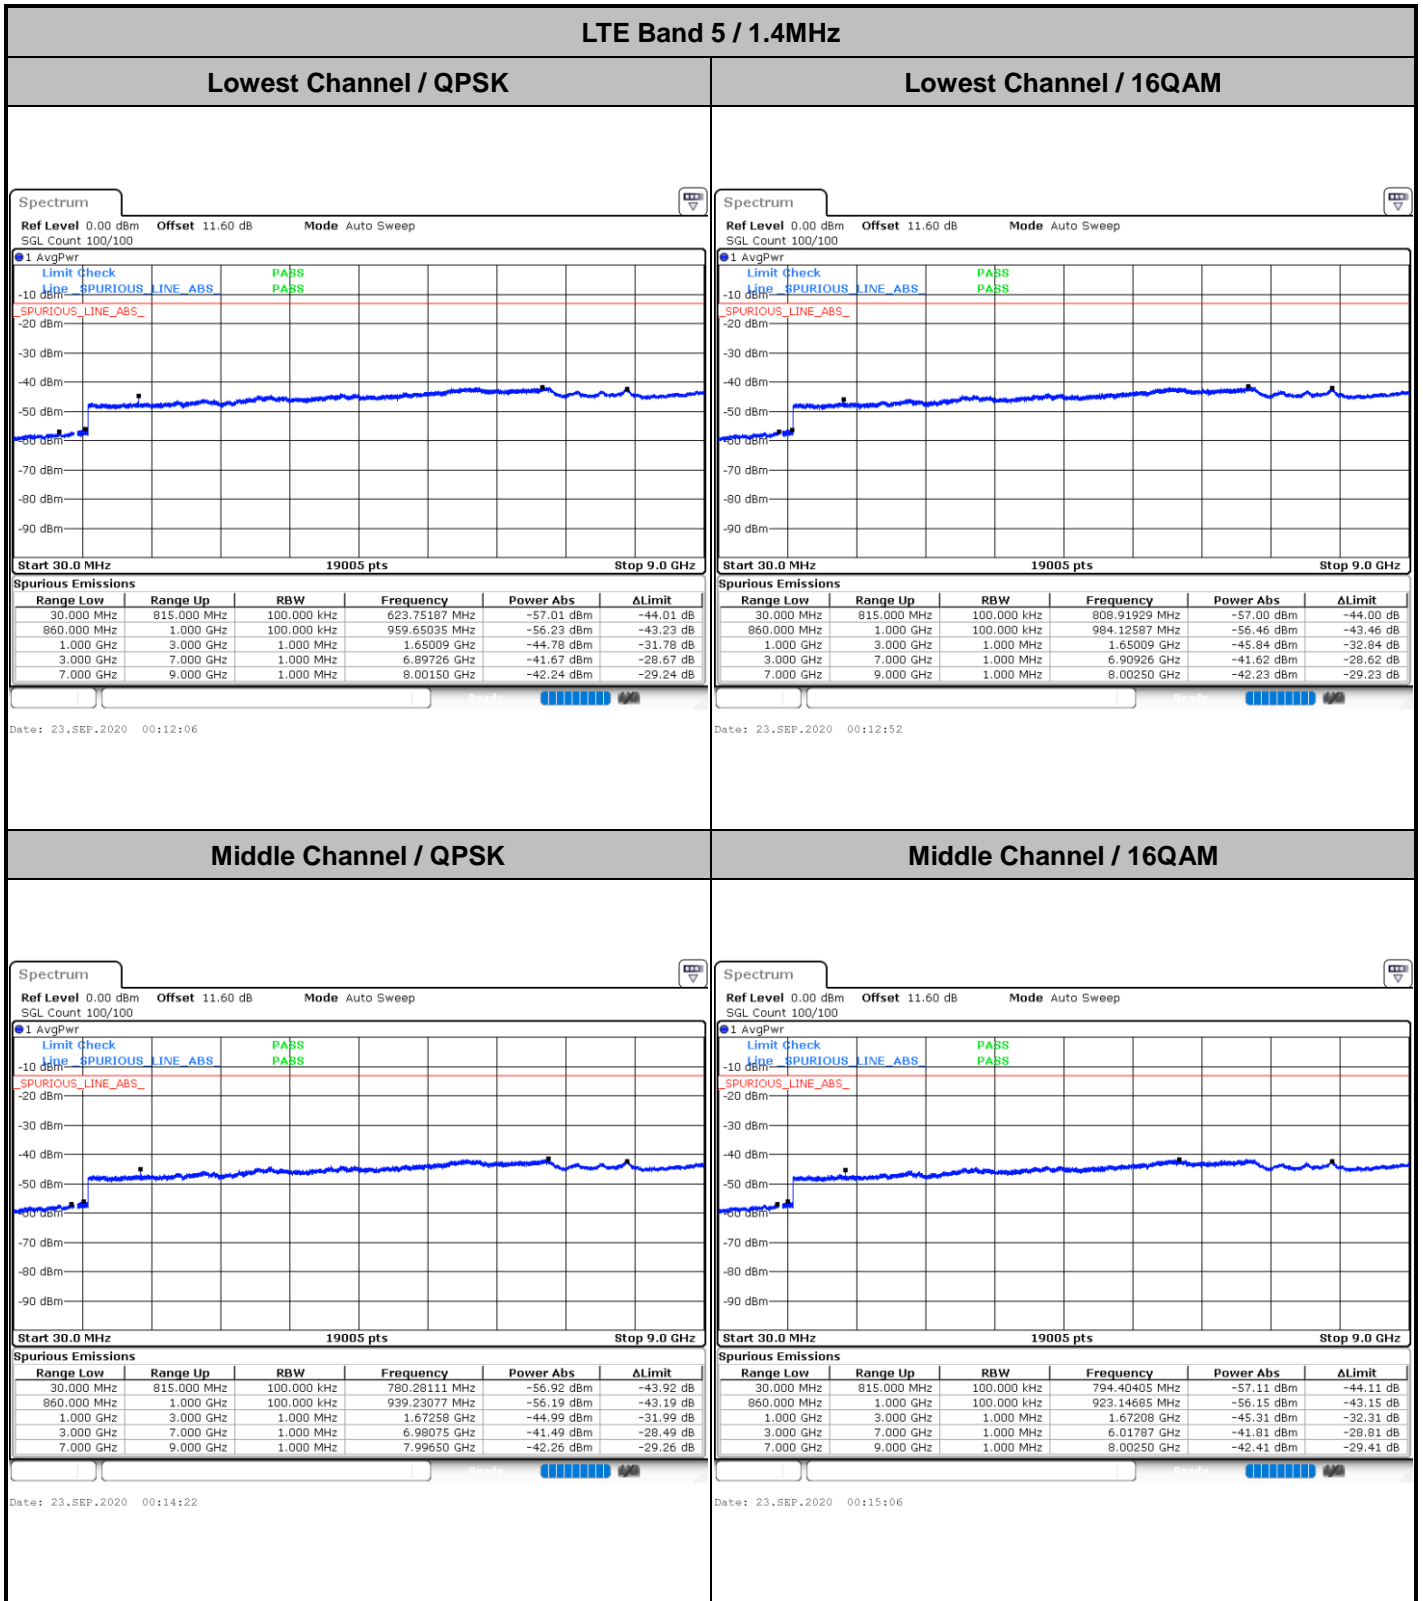 LTE Band 5 / 1.4MHz
Lowest Channel / QPSK
Lowest Channel / 16QAM
Spectrum
Ref Level 0.00 dBm Offset 11.60 dB Mode Auto Sweep
SGL Count 100/100
1 AvgPwr
Limit Check PASS
Line _SPURIOUS_LINE_ABS_ PASS
-10 dBm
_SPURIOUS_LINE_ABS_
-20 dBm
-30 dBm
-40 dBm
-50 dBm
-60 dBm
-70 dBm
-80 dBm
-90 dBm
Start 30.0 MHz 19005 pts Stop 9.0 GHz
Spurious Emissions
Range Low Range Up RBW Frequency Power Abs ΔLimit
30.000 MHz 815.000 MHz 100.000 kHz 623.75187 MHz -57.01 dBm -44.01 dB
860.000 MHz 1.000 GHz 100.000 kHz 959.65035 MHz -56.23 dBm -43.23 dB
1.000 GHz 3.000 GHz 1.000 MHz 1.65009 GHz -44.78 dBm -31.78 dB
3.000 GHz 7.000 GHz 1.000 MHz 6.89726 GHz -41.67 dBm -28.67 dB
7.000 GHz 9.000 GHz 1.000 MHz 8.00150 GHz -42.24 dBm -29.24 dB
Ready
Date: 23.SEP.2020 00:12:06
Spectrum
Ref Level 0.00 dBm Offset 11.60 dB Mode Auto Sweep
SGL Count 100/100
1 AvgPwr
Limit Check PASS
Line _SPURIOUS_LINE_ABS_ PASS
-10 dBm
_SPURIOUS_LINE_ABS_
-20 dBm
-30 dBm
-40 dBm
-50 dBm
-60 dBm
-70 dBm
-80 dBm
-90 dBm
Start 30.0 MHz 19005 pts Stop 9.0 GHz
Spurious Emissions
Range Low Range Up RBW Frequency Power Abs ΔLimit
30.000 MHz 815.000 MHz 100.000 kHz 808.91929 MHz -57.00 dBm -44.00 dB
860.000 MHz 1.000 GHz 100.000 kHz 984.12587 MHz -56.46 dBm -43.46 dB
1.000 GHz 3.000 GHz 1.000 MHz 1.65009 GHz -45.84 dBm -32.84 dB
3.000 GHz 7.000 GHz 1.000 MHz 6.90926 GHz -41.62 dBm -28.62 dB
7.000 GHz 9.000 GHz 1.000 MHz 8.00250 GHz -42.23 dBm -29.23 dB
Ready
Date: 23.SEP.2020 00:12:52
Middle Channel / QPSK
Middle Channel / 16QAM
Spectrum
Ref Level 0.00 dBm Offset 11.60 dB Mode Auto Sweep
SGL Count 100/100
1 AvgPwr
Limit Check PASS
Line _SPURIOUS_LINE_ABS_ PASS
-10 dBm
_SPURIOUS_LINE_ABS_
-20 dBm
-30 dBm
-40 dBm
-50 dBm
-60 dBm
-70 dBm
-80 dBm
-90 dBm
Start 30.0 MHz 19005 pts Stop 9.0 GHz
Spurious Emissions
Range Low Range Up RBW Frequency Power Abs ΔLimit
30.000 MHz 815.000 MHz 100.000 kHz 780.28111 MHz -56.92 dBm -43.92 dB
860.000 MHz 1.000 GHz 100.000 kHz 939.23077 MHz -56.19 dBm -43.19 dB
1.000 GHz 3.000 GHz 1.000 MHz 1.67258 GHz -44.99 dBm -31.99 dB
3.000 GHz 7.000 GHz 1.000 MHz 6.98075 GHz -41.49 dBm -28.49 dB
7.000 GHz 9.000 GHz 1.000 MHz 7.99650 GHz -42.26 dBm -29.26 dB
Ready
Date: 23.SEP.2020 00:14:22
Spectrum
Ref Level 0.00 dBm Offset 11.60 dB Mode Auto Sweep
SGL Count 100/100
1 AvgPwr
Limit Check PASS
Line _SPURIOUS_LINE_ABS_ PASS
-10 dBm
_SPURIOUS_LINE_ABS_
-20 dBm
-30 dBm
-40 dBm
-50 dBm
-60 dBm
-70 dBm
-80 dBm
-90 dBm
Start 30.0 MHz 19005 pts Stop 9.0 GHz
Spurious Emissions
Range Low Range Up RBW Frequency Power Abs ΔLimit
30.000 MHz 815.000 MHz 100.000 kHz 794.40405 MHz -57.11 dBm -44.11 dB
860.000 MHz 1.000 GHz 100.000 kHz 923.14685 MHz -56.15 dBm -43.15 dB
1.000 GHz 3.000 GHz 1.000 MHz 1.67208 GHz -45.31 dBm -32.31 dB
3.000 GHz 7.000 GHz 1.000 MHz 6.01787 GHz -41.81 dBm -28.81 dB
7.000 GHz 9.000 GHz 1.000 MHz 8.00250 GHz -42.41 dBm -29.41 dB
Ready
Date: 23.SEP.2020 00:15:06